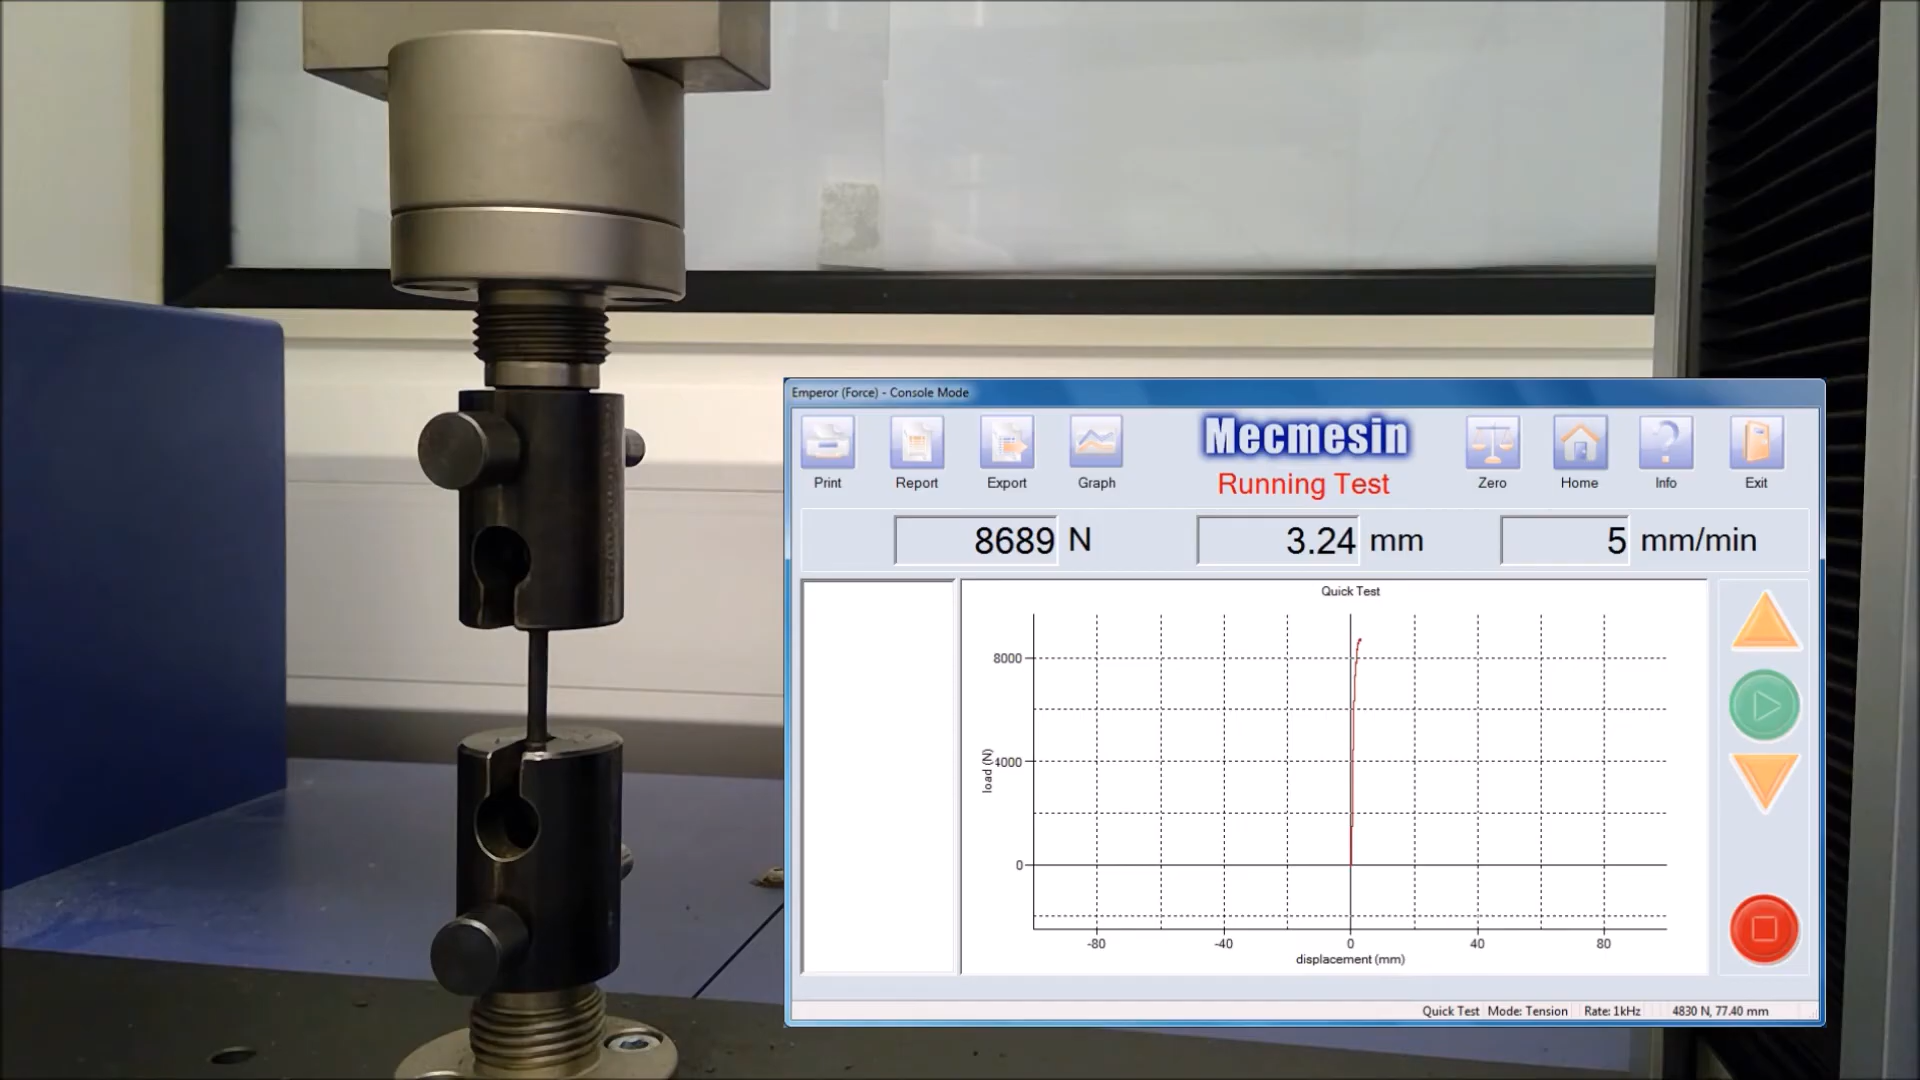 Emperor (Force) - Console Mode
Print
Report
Export
Graph
Mecmesin
Running Test
Zero
Home
Info
Exit
8689 N
3.24 mm
5 mm/min
Quick Test
8000
4000
0
load (N)
-80
-40
0
40
80
displacement (mm)
Quick Test Mode: Tension Rate: 1kHz 4830 N, 77.40 mm